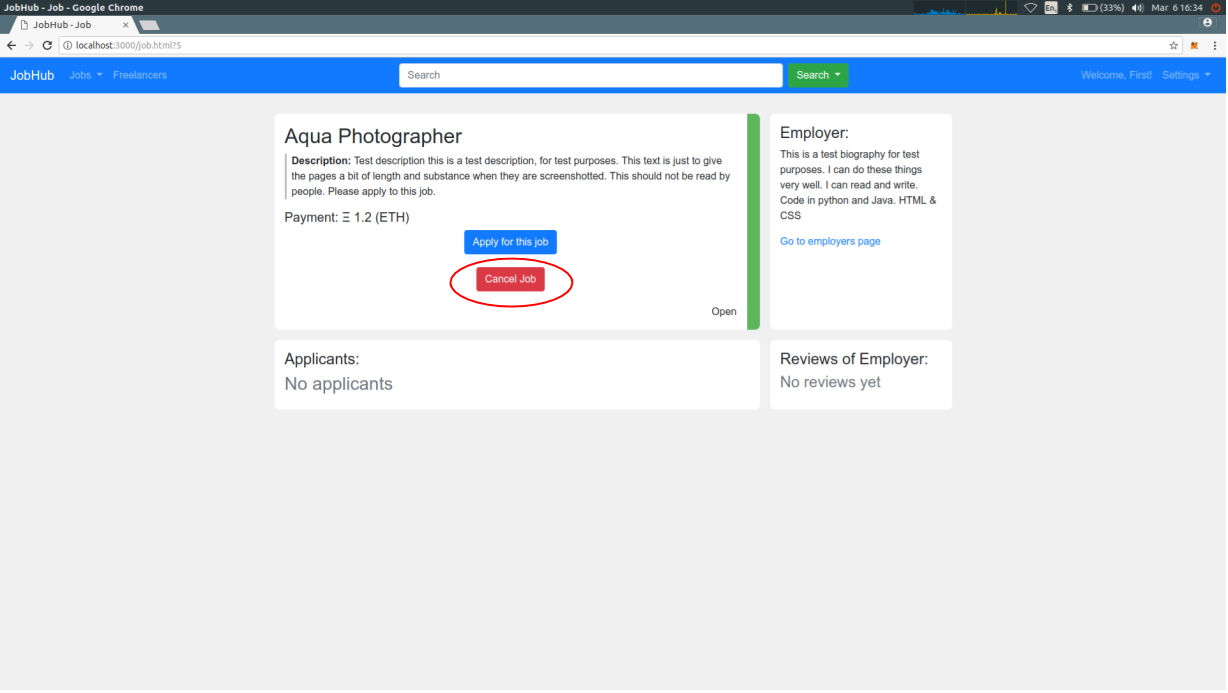 JobHub - Job - Google Chrome
En
(33%)
Mar 6 16:34
JobHub - Job
localhost:3000/job.html?5
JobHub
Jobs
Freelancers
Search
Search
Welcome, First!
Settings
Aqua Photographer
Description: Test description this is a test description, for test purposes. This text is just to give
the pages a bit of length and substance when they are screenshotted. This should not be read by
people. Please apply to this job.
Payment: Ξ 1.2 (ETH)
Apply for this job
Cancel Job
Open
Employer:
This is a test biography for test
purposes. I can do these things
very well. I can read and write.
Code in python and Java. HTML &
CSS
Go to employers page
Applicants:
No applicants
Reviews of Employer:
No reviews yet